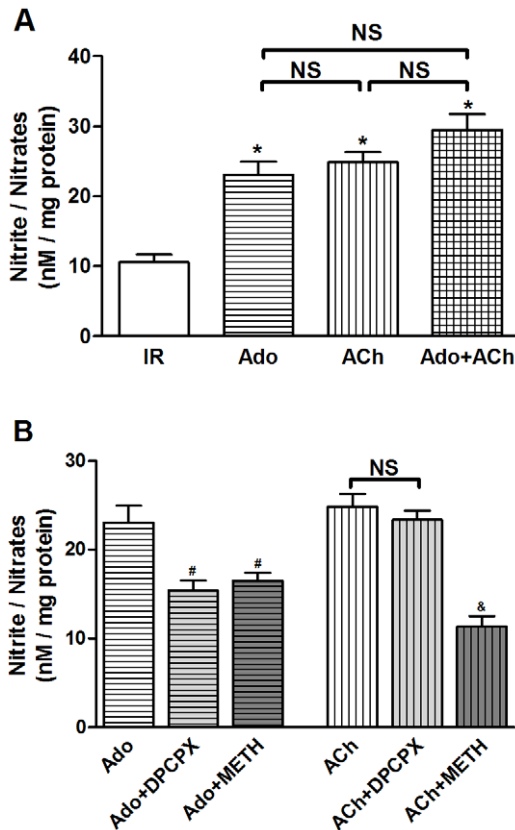 A
NS
NS
NS
Nitrite / Nitrates
(nM / mg protein)
40
30
20
10
0
*
*
*
IR
Ado
ACh
Ado+ACh
B
NS
Nitrite / Nitrates
(nM / mg protein)
30
20
10
0
#
#
&
Ado
Ado+DPCPX
Ado+METH
ACh
ACh+DPCPX
ACh+METH